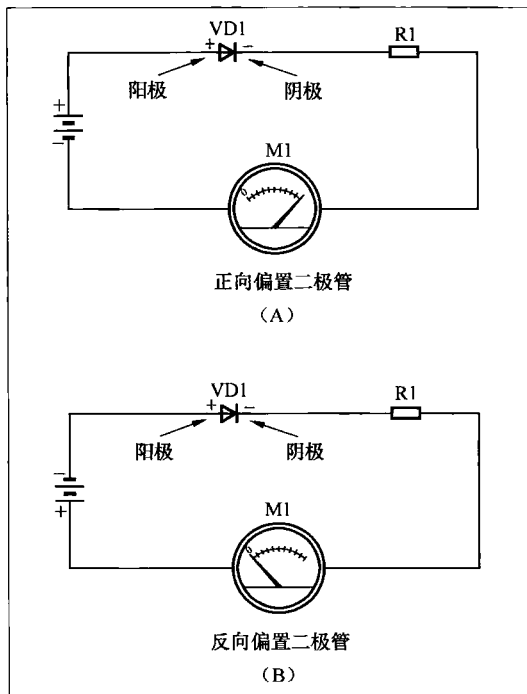 VD1
R1
+
−
阳极
阴极
+
−
M1
0
正向偏置二极管
（A）
VD1
R1
+
−
阳极
阴极
−
+
M1
0
反向偏置二极管
（B）